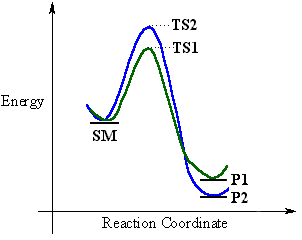 TS2
TS1
Energy
SM
P1
P2
Reaction Coordinate